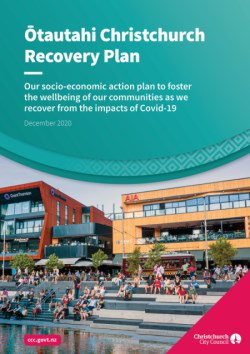 Ōtautahi Christchurch
Recovery Plan
Our socio-economic action plan to foster
the wellbeing of our communities as we
recover from the impacts of Covid-19
December 2020
AIA
ccc.govt.nz
Christchurch
City Council